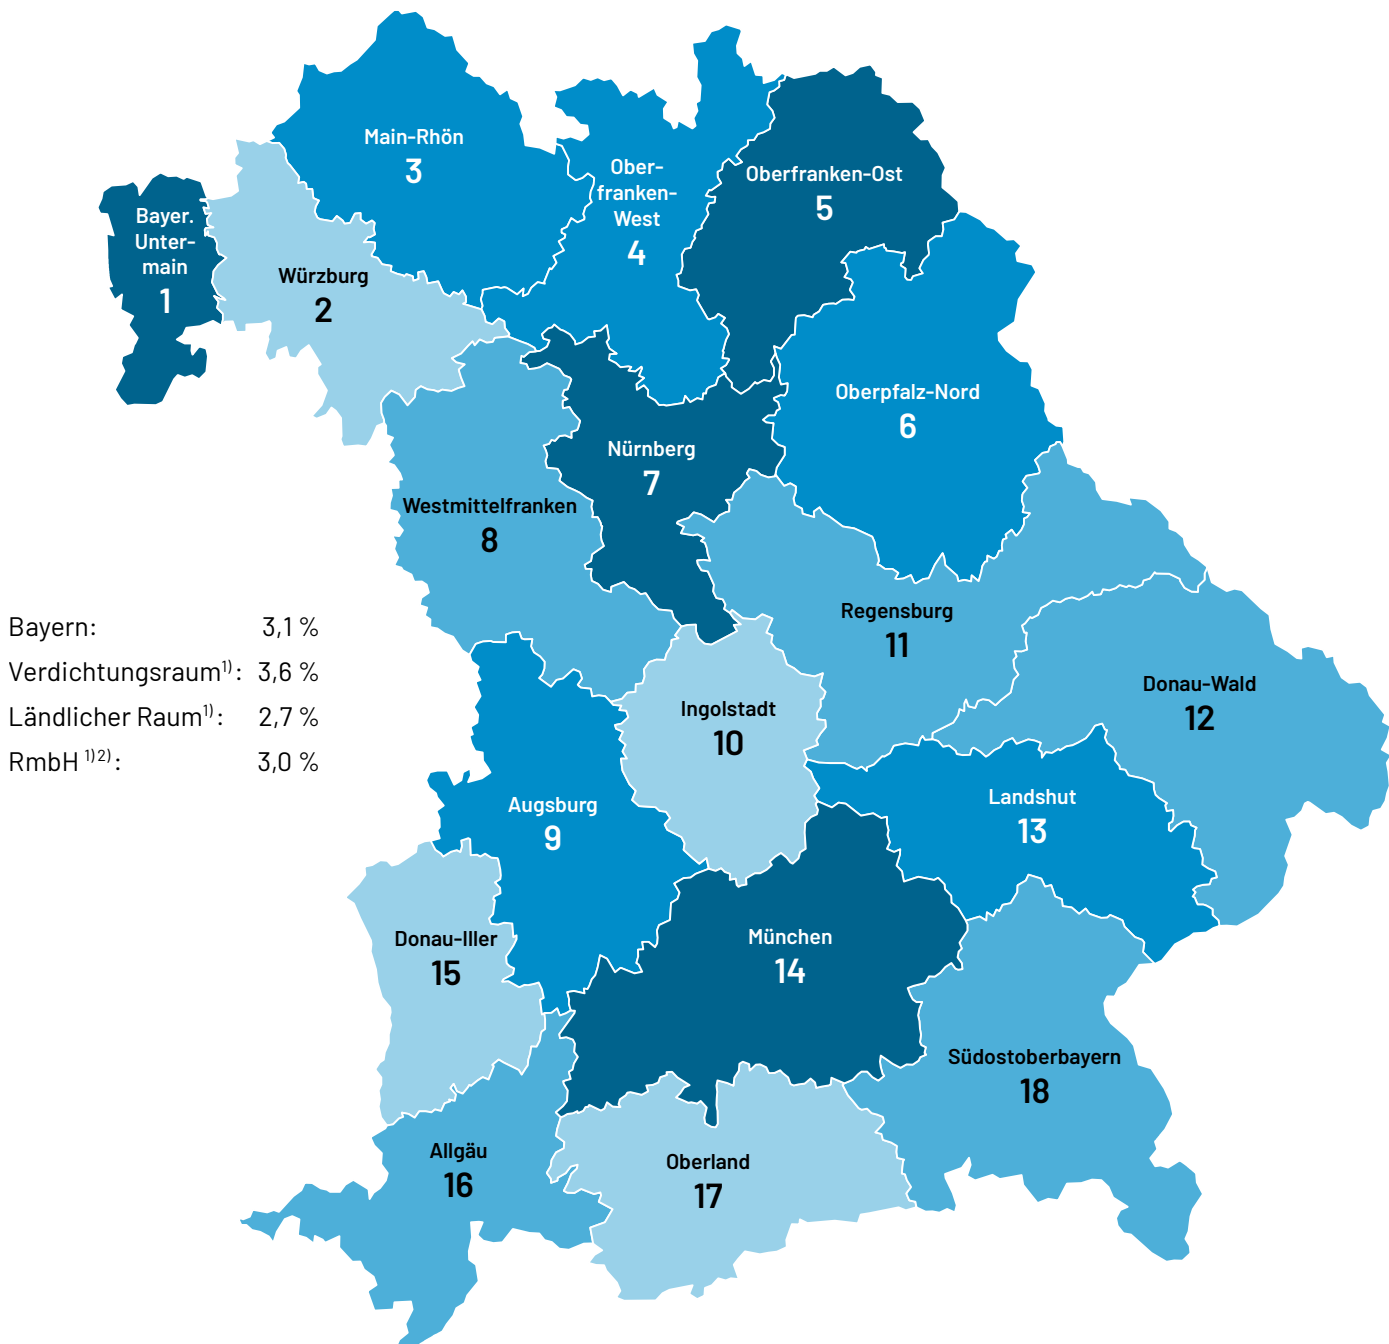 Main-Rhön
3
Ober-
franken-
West
4
Oberfranken-Ost
5
Bayer.
Unter-
main
1
Würzburg
2
Oberpfalz-Nord
6
Nürnberg
7
Westmittelfranken
8
Bayern: 3,1 %
Verdichtungsraum1): 3,6 %
Ländlicher Raum1): 2,7 %
RmbH 1)2): 3,0 %
Regensburg
11
Donau-Wald
12
Ingolstadt
10
Augsburg
9
Landshut
13
Donau-Iller
15
München
14
Südostoberbayern
18
Allgäu
16
Oberland
17